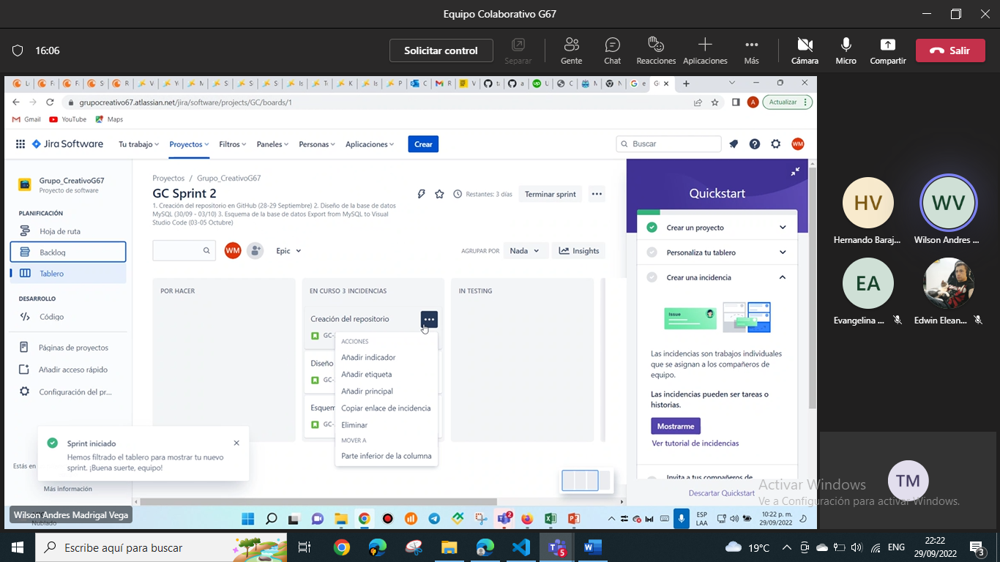 Equipo Colaborativo G67
16:06
Solicitar control
Separar
Gente
Chat
Reacciones
Aplicaciones
Más
Cámara
Micro
Compartir
Salir
grupocreativo67.atlassian.net/jira/software/projects/GC/boards/1
A
Actualizar
Gmail
YouTube
Maps
Jira Software
Tu trabajo
Proyectos
Filtros
Paneles
Personas
Aplicaciones
Crear
Buscar
WM
Grupo_CreativoG67
Proyecto de software
PLANIFICACIÓN
Hoja de ruta
Backlog
Tablero
DESARROLLO
Código
Páginas de proyectos
Añadir acceso rápido
Configuración del pr...
Estás en
Más información
Sprint iniciado
Hemos filtrado el tablero para mostrar tu nuevo
sprint. ¡Buena suerte, equipo!
Proyectos / Grupo_CreativoG67
GC Sprint 2
Restantes: 3 días
Terminar sprint
1. Creación del repositorio en GitHub (28-29 Septiembre) 2. Diseño de la base de datos
MySQL (30/09 - 03/10) 3. Esquema de la base de datos Export from MySQL to Visual
Studio Code (03-05 Octubre)
WM
Epic
AGRUPAR POR
Nada
Insights
POR HACER
EN CURSO 3 INCIDENCIAS
IN TESTING
Creación del repositorio
GC-
Diseño
GC-
Esquem
GC-
ACCIONES
Añadir indicador
Añadir etiqueta
Añadir principal
Copiar enlace de incidencia
Eliminar
MOVER A
Parte inferior de la columna
Quickstart
Crear un proyecto
Personaliza tu tablero
Crear una incidencia
Issue
Las incidencias son trabajos individuales
que se asignan a los compañeros de
equipo.
Las incidencias pueden ser tareas o
historias.
Mostrarme
Ver tutorial de incidencias
Invita a tus compañeros de
Descartar Quickstart
HV
Hernando Baraj...
WV
Wilson Andres ...
EA
Evangelina ...
Edwin Elean...
TM
Activar Windows
Ve a Configuración para activar Windows.
Wilson Andres Madrigal Vega
Nublado
ESP
LAA
10:22 p. m.
29/09/2022
Escribe aquí para buscar
19°C
ENG
22:22
29/09/2022
3